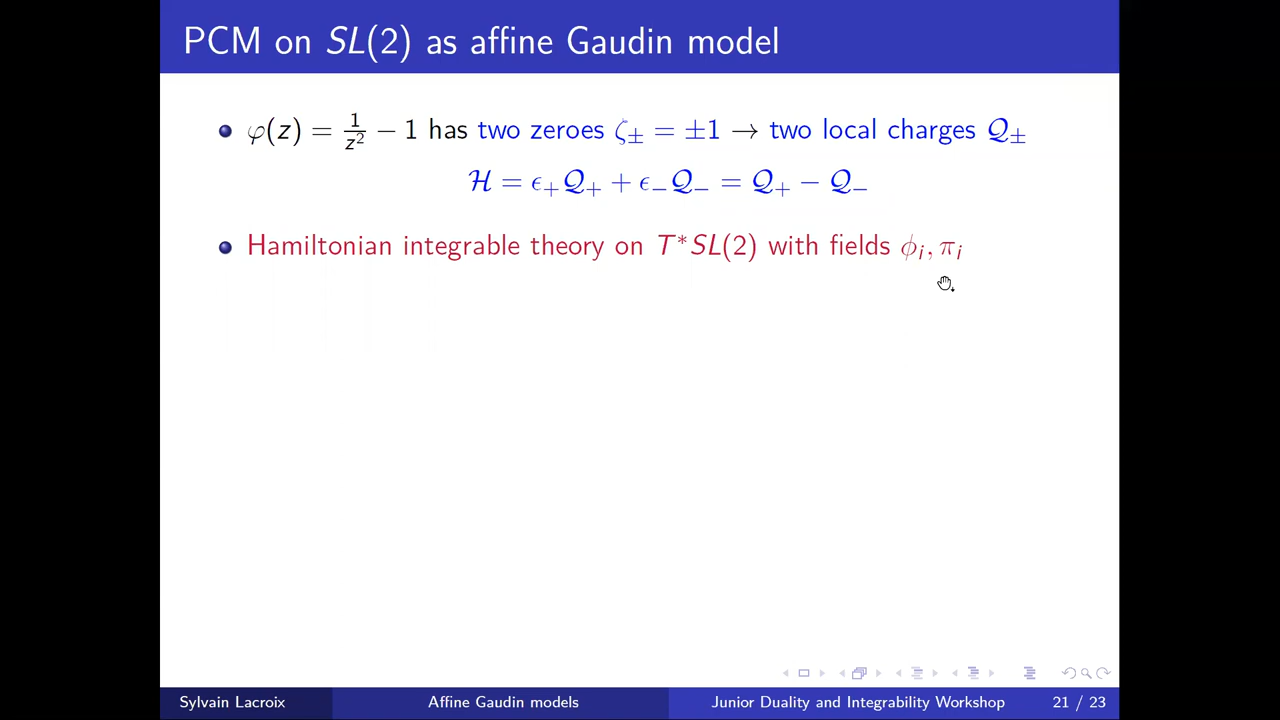 PCM on SL(2) as affine Gaudin model
φ(z) = 1/z² − 1 has two zeroes ζ± = ±1 → two local charges Q±
H = ϵ₊Q₊ + ϵ₋Q₋ = Q₊ − Q₋
Hamiltonian integrable theory on T*SL(2) with fields ϕᵢ, πᵢ
Sylvain Lacroix
Affine Gaudin models
Junior Duality and Integrability Workshop
21 / 23